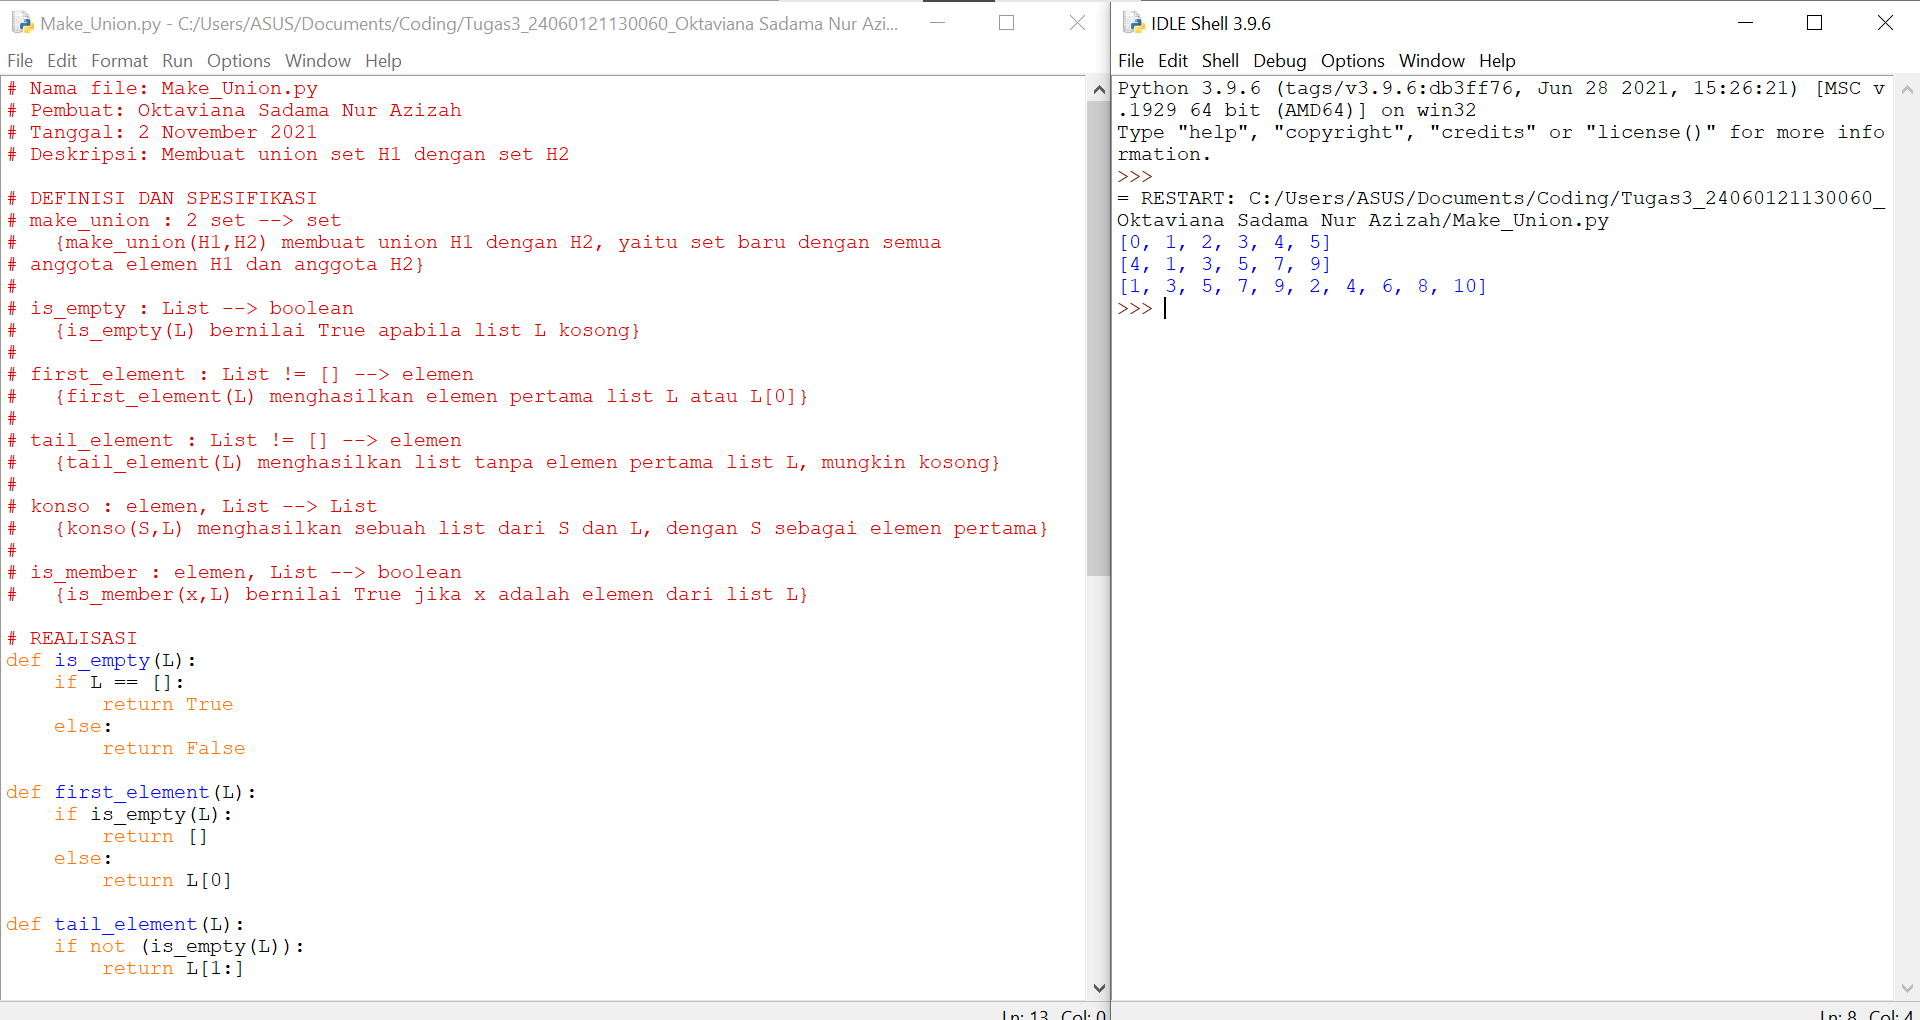 Make_Union.py - C:/Users/ASUS/Documents/Coding/Tugas3_24060121130060_Oktaviana Sadama Nur Azi...
File Edit Format Run Options Window Help
# Nama file: Make_Union.py
# Pembuat: Oktaviana Sadama Nur Azizah
# Tanggal: 2 November 2021
# Deskripsi: Membuat union set H1 dengan set H2

# DEFINISI DAN SPESIFIKASI
# make_union : 2 set --> set
#   {make_union(H1,H2) membuat union H1 dengan H2, yaitu set baru dengan semua
# anggota elemen H1 dan anggota H2}
#
# is_empty : List --> boolean
#   {is_empty(L) bernilai True apabila list L kosong}
#
# first_element : List != [] --> elemen
#   {first_element(L) menghasilkan elemen pertama list L atau L[0]}
#
# tail_element : List != [] --> elemen
#   {tail_element(L) menghasilkan list tanpa elemen pertama list L, mungkin kosong}
#
# konso : elemen, List --> List
#   {konso(S,L) menghasilkan sebuah list dari S dan L, dengan S sebagai elemen pertama}
#
# is_member : elemen, List --> boolean
#   {is_member(x,L) bernilai True jika x adalah elemen dari list L}

# REALISASI
def is_empty(L):
    if L == []:
        return True
    else:
        return False

def first_element(L):
    if is_empty(L):
        return []
    else:
        return L[0]

def tail_element(L):
    if not (is_empty(L)):
        return L[1:]
Ln: 13 Col: 0
IDLE Shell 3.9.6
File Edit Shell Debug Options Window Help
Python 3.9.6 (tags/v3.9.6:db3ff76, Jun 28 2021, 15:26:21) [MSC v
.1929 64 bit (AMD64)] on win32
Type "help", "copyright", "credits" or "license()" for more info
rmation.
>>>
= RESTART: C:/Users/ASUS/Documents/Coding/Tugas3_24060121130060_
Oktaviana Sadama Nur Azizah/Make_Union.py
[0, 1, 2, 3, 4, 5]
[4, 1, 3, 5, 7, 9]
[1, 3, 5, 7, 9, 2, 4, 6, 8, 10]
>>>
Ln: 8 Col: 4